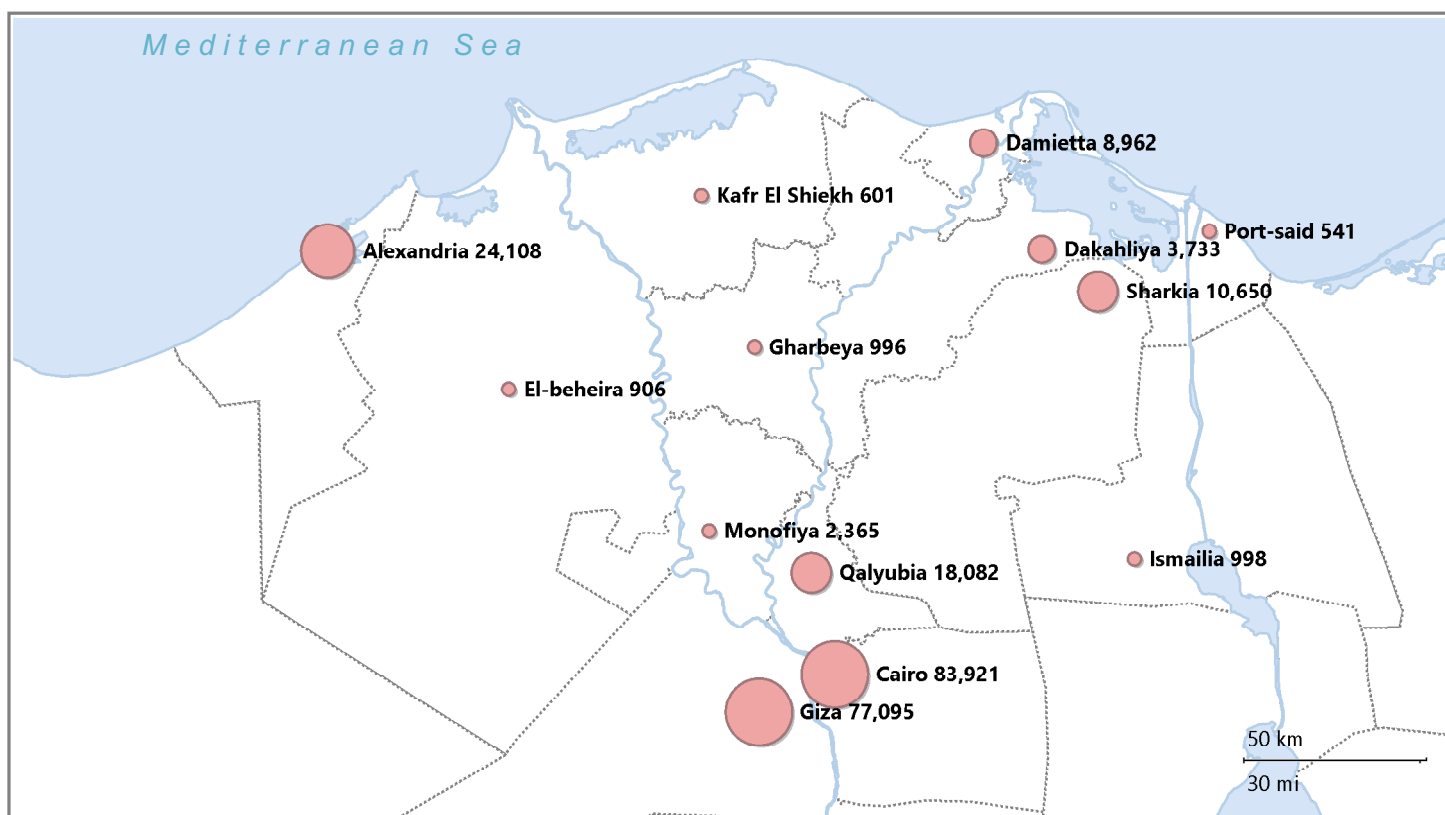 Mediterranean Sea
Damietta 8,962
Kafr El Shiekh 601
Port-said 541
Alexandria 24,108
Dakahliya 3,733
Sharkia 10,650
Gharbeya 996
El-beheira 906
Monofiya 2,365
Ismailia 998
Qalyubia 18,082
Cairo 83,921
Giza 77,095
50 km
30 mi